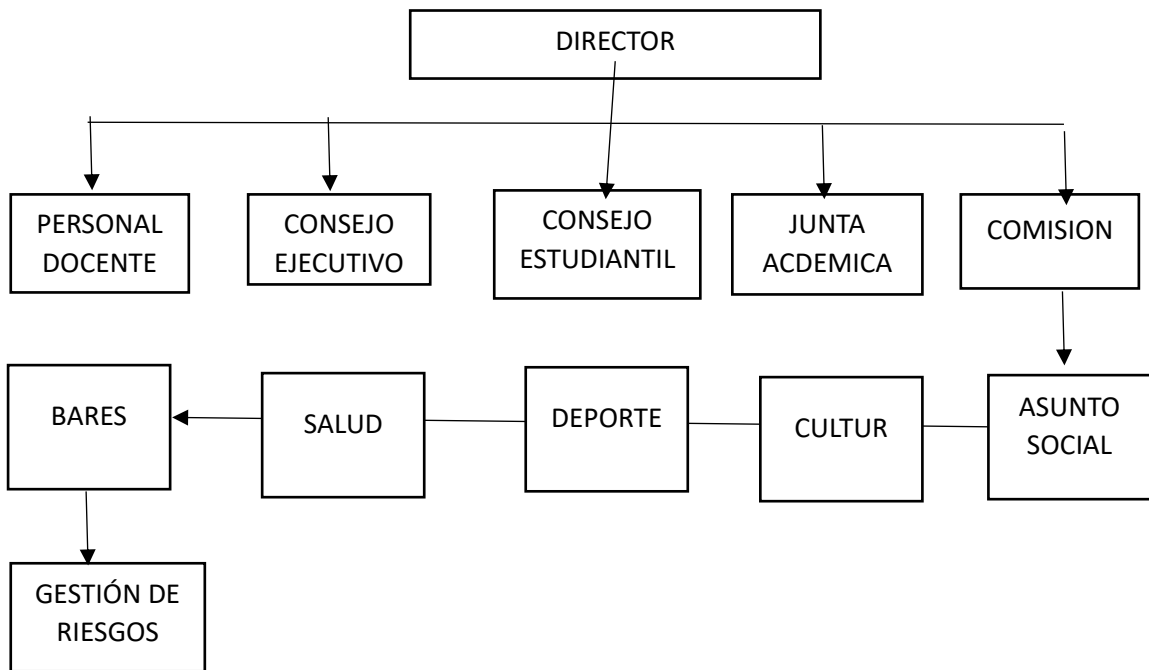 DIRECTOR
PERSONAL
DOCENTE
CONSEJO
EJECUTIVO
CONSEJO
ESTUDIANTIL
JUNTA
ACDEMICA
COMISION
BARES
SALUD
DEPORTE
CULTUR
ASUNTO
SOCIAL
GESTIÓN DE
RIESGOS